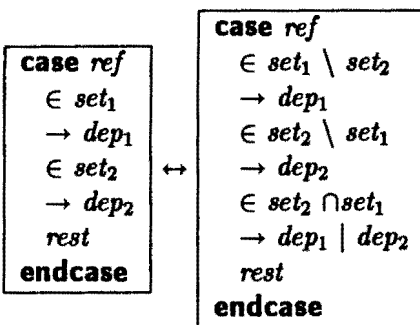 case ref
∈ set₁
→ dep₁
∈ set₂
→ dep₂
rest
endcase
↔
case ref
∈ set₁ \ set₂
→ dep₁
∈ set₂ \ set₁
→ dep₂
∈ set₂ ∩set₁
→ dep₁ | dep₂
rest
endcase